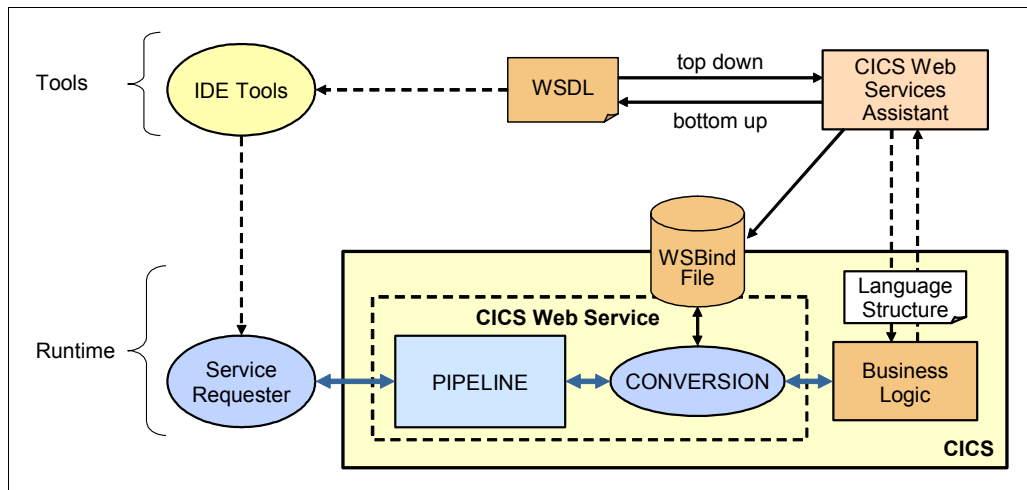 Tools
IDE Tools
WSDL
top down
bottom up
CICS Web
Services
Assistant
WSBind
File
Language
Structure
Runtime
CICS Web Service
Service
Requester
PIPELINE
CONVERSION
Business
Logic
CICS